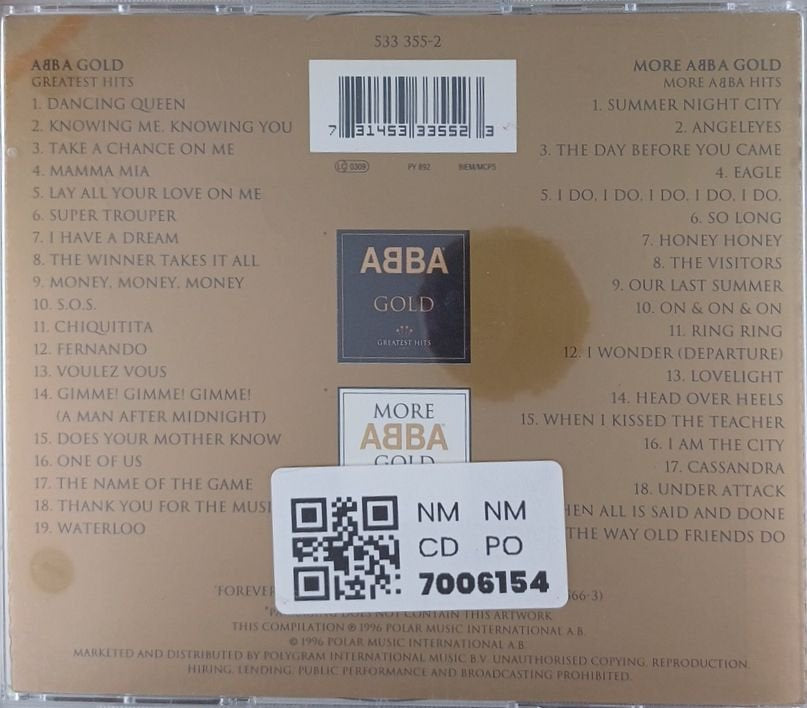 533 355-2
ABBA GOLD
GREATEST HITS
1. DANCING QUEEN
2. KNOWING ME, KNOWING YOU
3. TAKE A CHANCE ON ME
4. MAMMA MIA
5. LAY ALL YOUR LOVE ON ME
6. SUPER TROUPER
7. I HAVE A DREAM
8. THE WINNER TAKES IT ALL
9. MONEY, MONEY, MONEY
10. S.O.S.
11. CHIQUITITA
12. FERNANDO
13. VOULEZ VOUS
14. GIMME! GIMME! GIMME!
(A MAN AFTER MIDNIGHT)
15. DOES YOUR MOTHER KNOW
16. ONE OF US
17. THE NAME OF THE GAME
18. THANK YOU FOR THE
19. WATERLOO
7 31453 33552 3
LC 0309 PY 892 BIEM/MCPS
ABBA
GOLD
GREATEST HITS
MORE
ABBA
GOLD
MORE ABBA GOLD
MORE ABBA HITS
1. SUMMER NIGHT CITY
2. ANGELEYES
3. THE DAY BEFORE YOU CAME
4. EAGLE
5. I DO, I DO, I DO, I DO, I DO,
6. SO LONG
7. HONEY HONEY
8. THE VISITORS
9. OUR LAST SUMMER
10. ON & ON & ON
11. RING RING
12. I WONDER (DEPARTURE)
13. LOVELIGHT
14. HEAD OVER HEELS
15. WHEN I KISSED THE TEACHER
16. I AM THE CITY
17. CASSANDRA
18. UNDER ATTACK
ALL IS SAID AND DONE
THE WAY OLD FRIENDS DO
NM NM
CD PO
7006154
'FOREVER 66-3)
DOES NOT CONTAIN THIS ARTWORK
THIS COMPILATION ℗ 1996 POLAR MUSIC INTERNATIONAL A.B.
© 1996 POLAR MUSIC INTERNATIONAL A.B.
MARKETED AND DISTRIBUTED BY POLYGRAM INTERNATIONAL MUSIC B.V. UNAUTHORISED COPYING, REPRODUCTION,
HIRING, LENDING, PUBLIC PERFORMANCE AND BROADCASTING PROHIBITED.